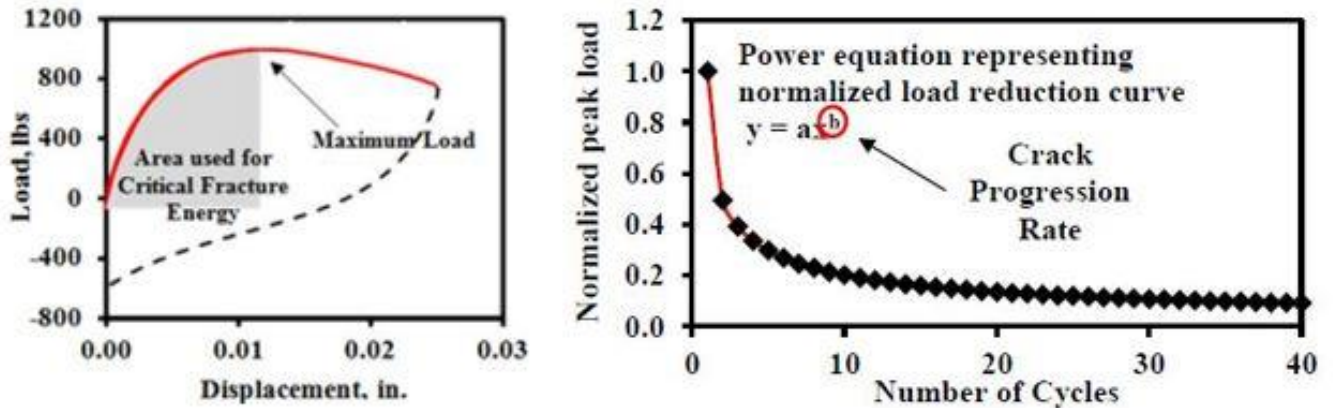 1200
800
400
0
-400
-800
Load, lbs
Maximum Load
Area used for
Critical Fracture
Energy
0.00
0.01
0.02
0.03
Displacement, in.
1.2
1.0
0.8
0.6
0.4
0.2
0.0
Normalized peak load
Power equation representing
normalized load reduction curve
y = ax^b
Crack
Progression
Rate
0
10
20
30
40
Number of Cycles